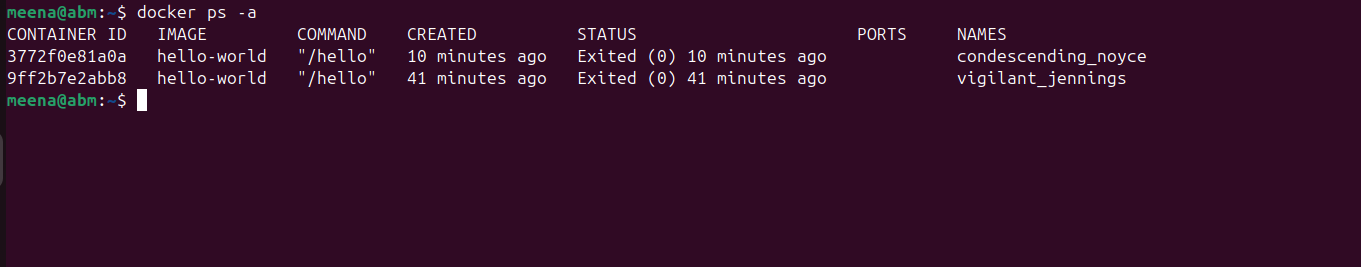 meena@abm:~$ docker ps -a
CONTAINER ID   IMAGE         COMMAND    CREATED          STATUS                      PORTS     NAMES
3772f0e81a0a   hello-world   "/hello"   10 minutes ago   Exited (0) 10 minutes ago             condescending_noyce
9ff2b7e2abb8   hello-world   "/hello"   41 minutes ago   Exited (0) 41 minutes ago             vigilant_jennings
meena@abm:~$